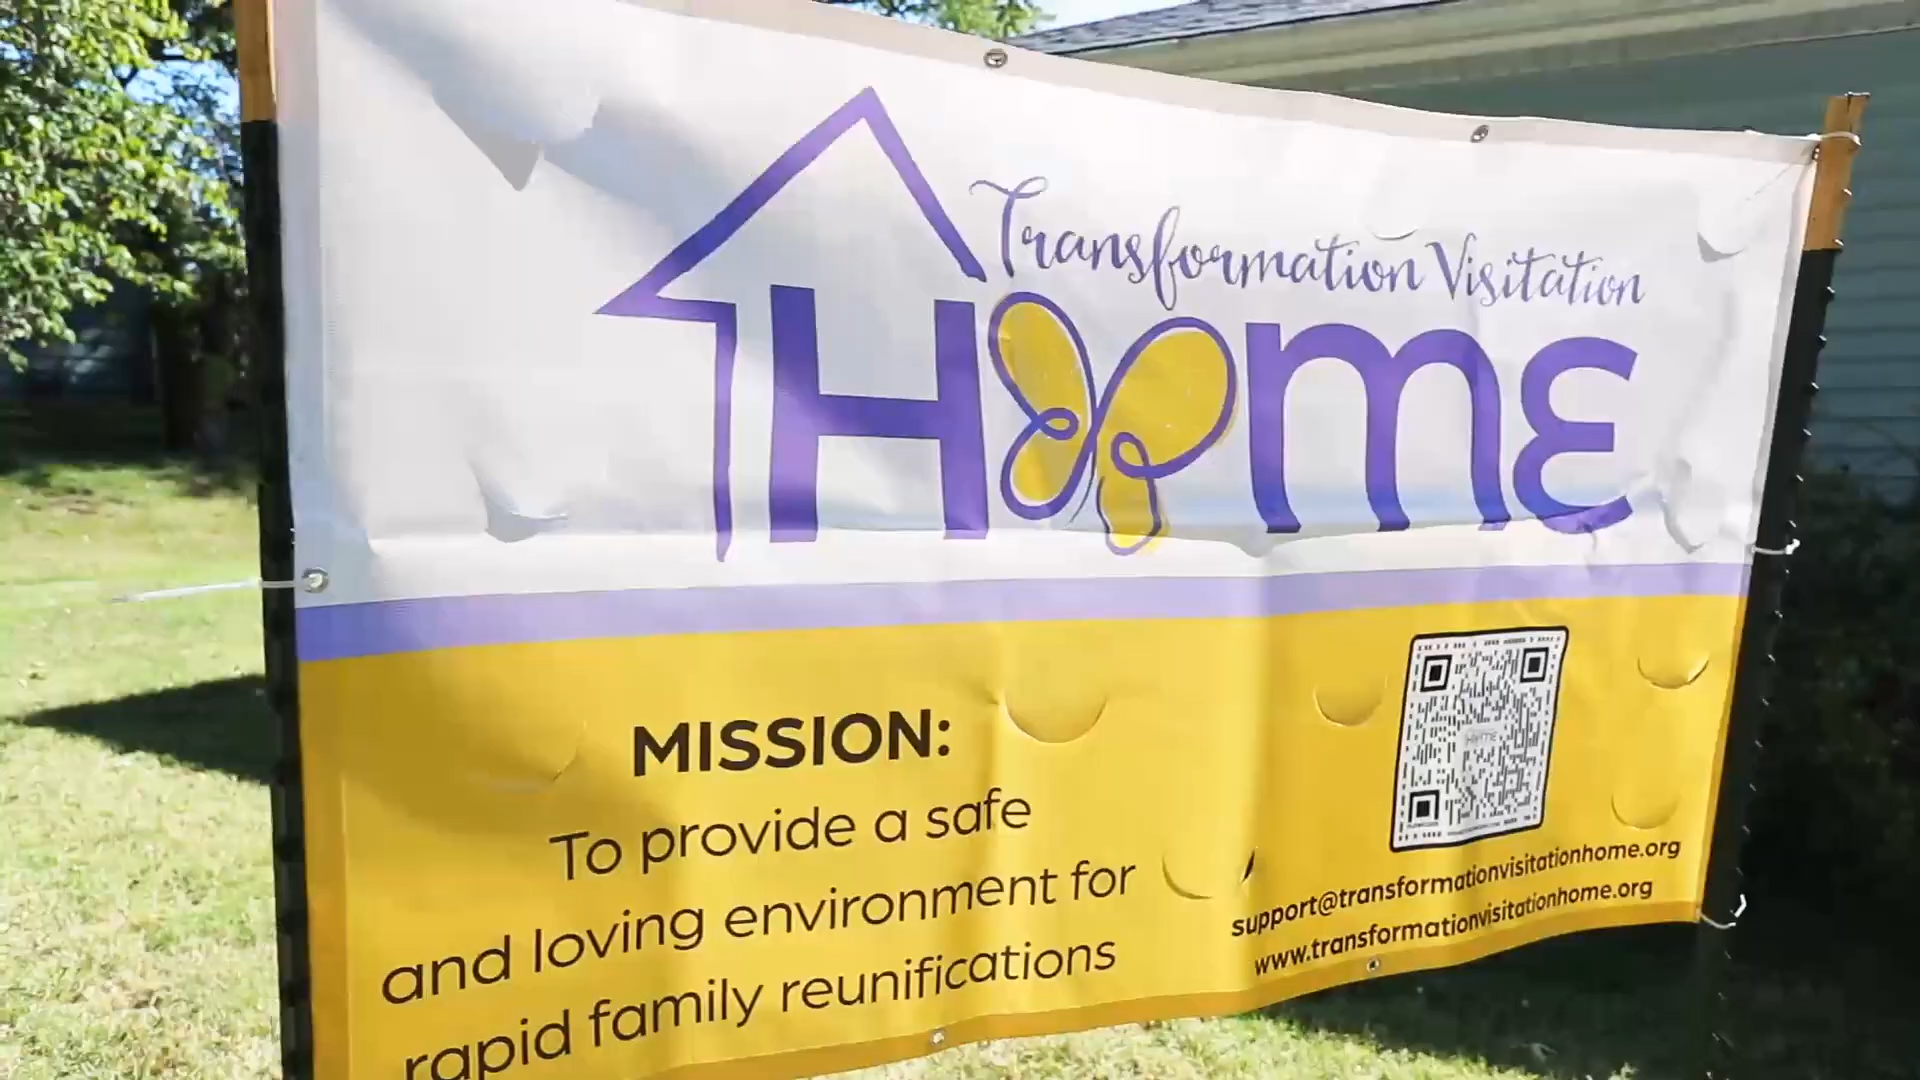 Transformation Visitation
HOME
MISSION:
To provide a safe
and loving environment for
rapid family reunifications
support@transformationvisitationhome.org
www.transformationvisitationhome.org